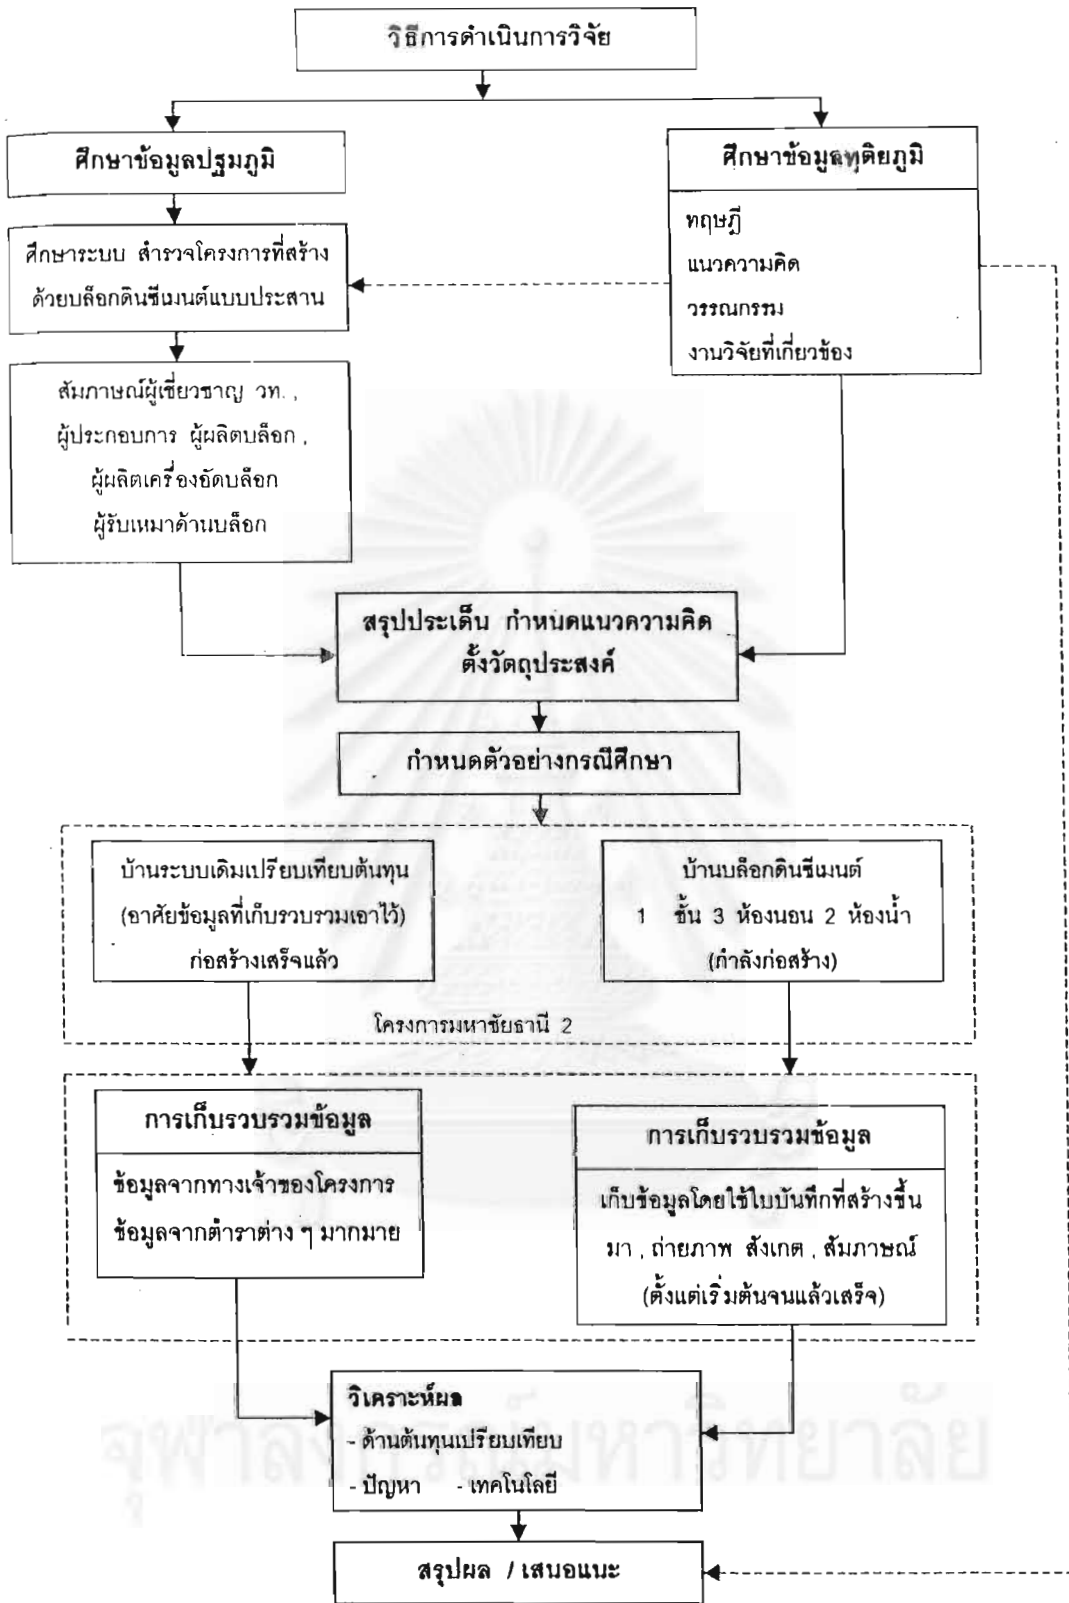 วิธีการดำเนินการวิจัย
ศึกษาข้อมูลปฐมภูมิ
ศึกษาข้อมูลทุติยภูมิ
ทฤษฎี
แนวความคิด
วรรณกรรม
งานวิจัยที่เกี่ยวข้อง
ศึกษาระบบ สำรวจโครงการที่สร้าง
ด้วยบล็อกดินซีเมนต์แบบประสาน
สัมภาษณ์ผู้เชี่ยวชาญ วท. ,
ผู้ประกอบการ ผู้ผลิตบล็อก ,
ผู้ผลิตเครื่องอัดบล็อก
ผู้รับเหมาด้านบล็อก
สรุปประเด็น กำหนดแนวความคิด
ตั้งวัตถุประสงค์
กำหนดตัวอย่างกรณีศึกษา
บ้านระบบเดิมเปรียบเทียบต้นทุน
(อาศัยข้อมูลที่เก็บรวบรวมเอาไว้)
ก่อสร้างเสร็จแล้ว
บ้านบล็อกดินซีเมนต์
1 ชั้น 3 ห้องนอน 2 ห้องน้ำ
(กำลังก่อสร้าง)
โครงการมหาชัยธานี 2
การเก็บรวบรวมข้อมูล
ข้อมูลจากทางเจ้าของโครงการ
ข้อมูลจากตำราต่าง ๆ มากมาย
การเก็บรวบรวมข้อมูล
เก็บข้อมูลโดยใช้ใบบันทึกที่สร้างขึ้น
มา , ถ่ายภาพ สังเกต , สัมภาษณ์
(ตั้งแต่เริ่มต้นจนแล้วเสร็จ)
วิเคราะห์ผล
- ด้านต้นทุนเปรียบเทียบ
- ปัญหา - เทคโนโลยี
สรุปผล / เสนอแนะ
จุฬาลงกรณ์มหาวิทยาลัย